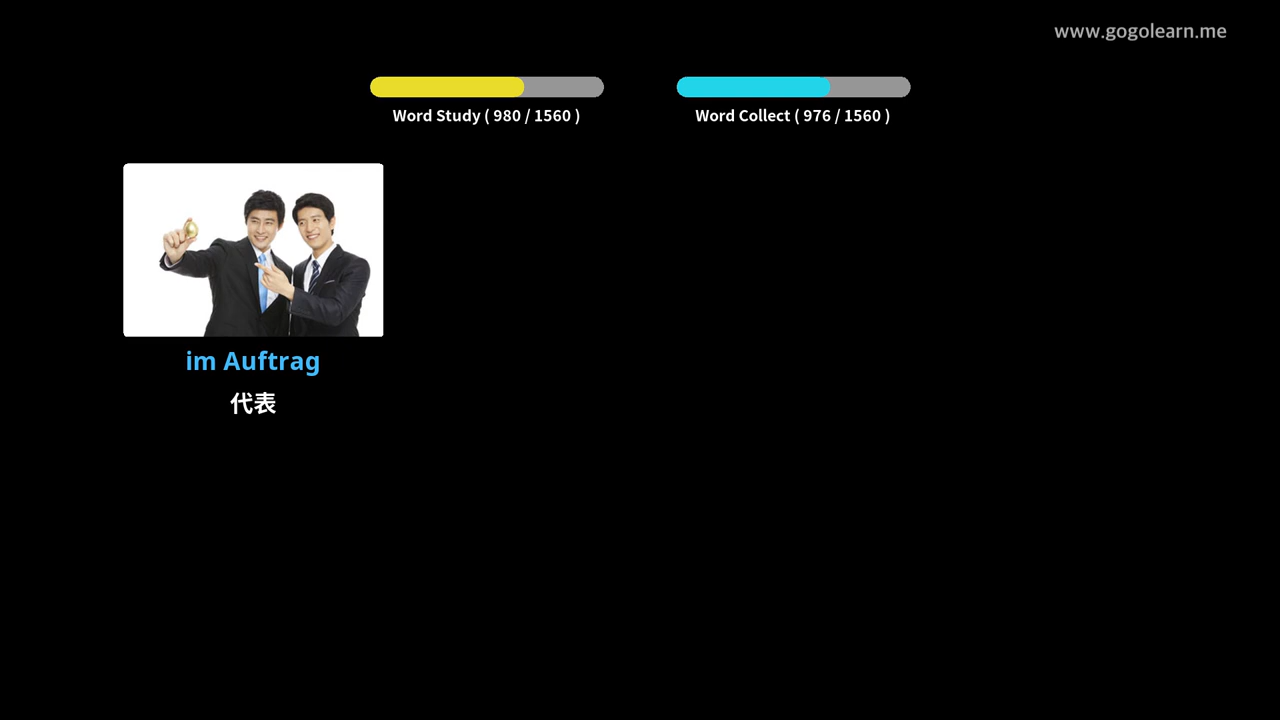 www.gogolearn.me
Word Study ( 980 / 1560 )
Word Collect ( 976 / 1560 )
im Auftrag
代表